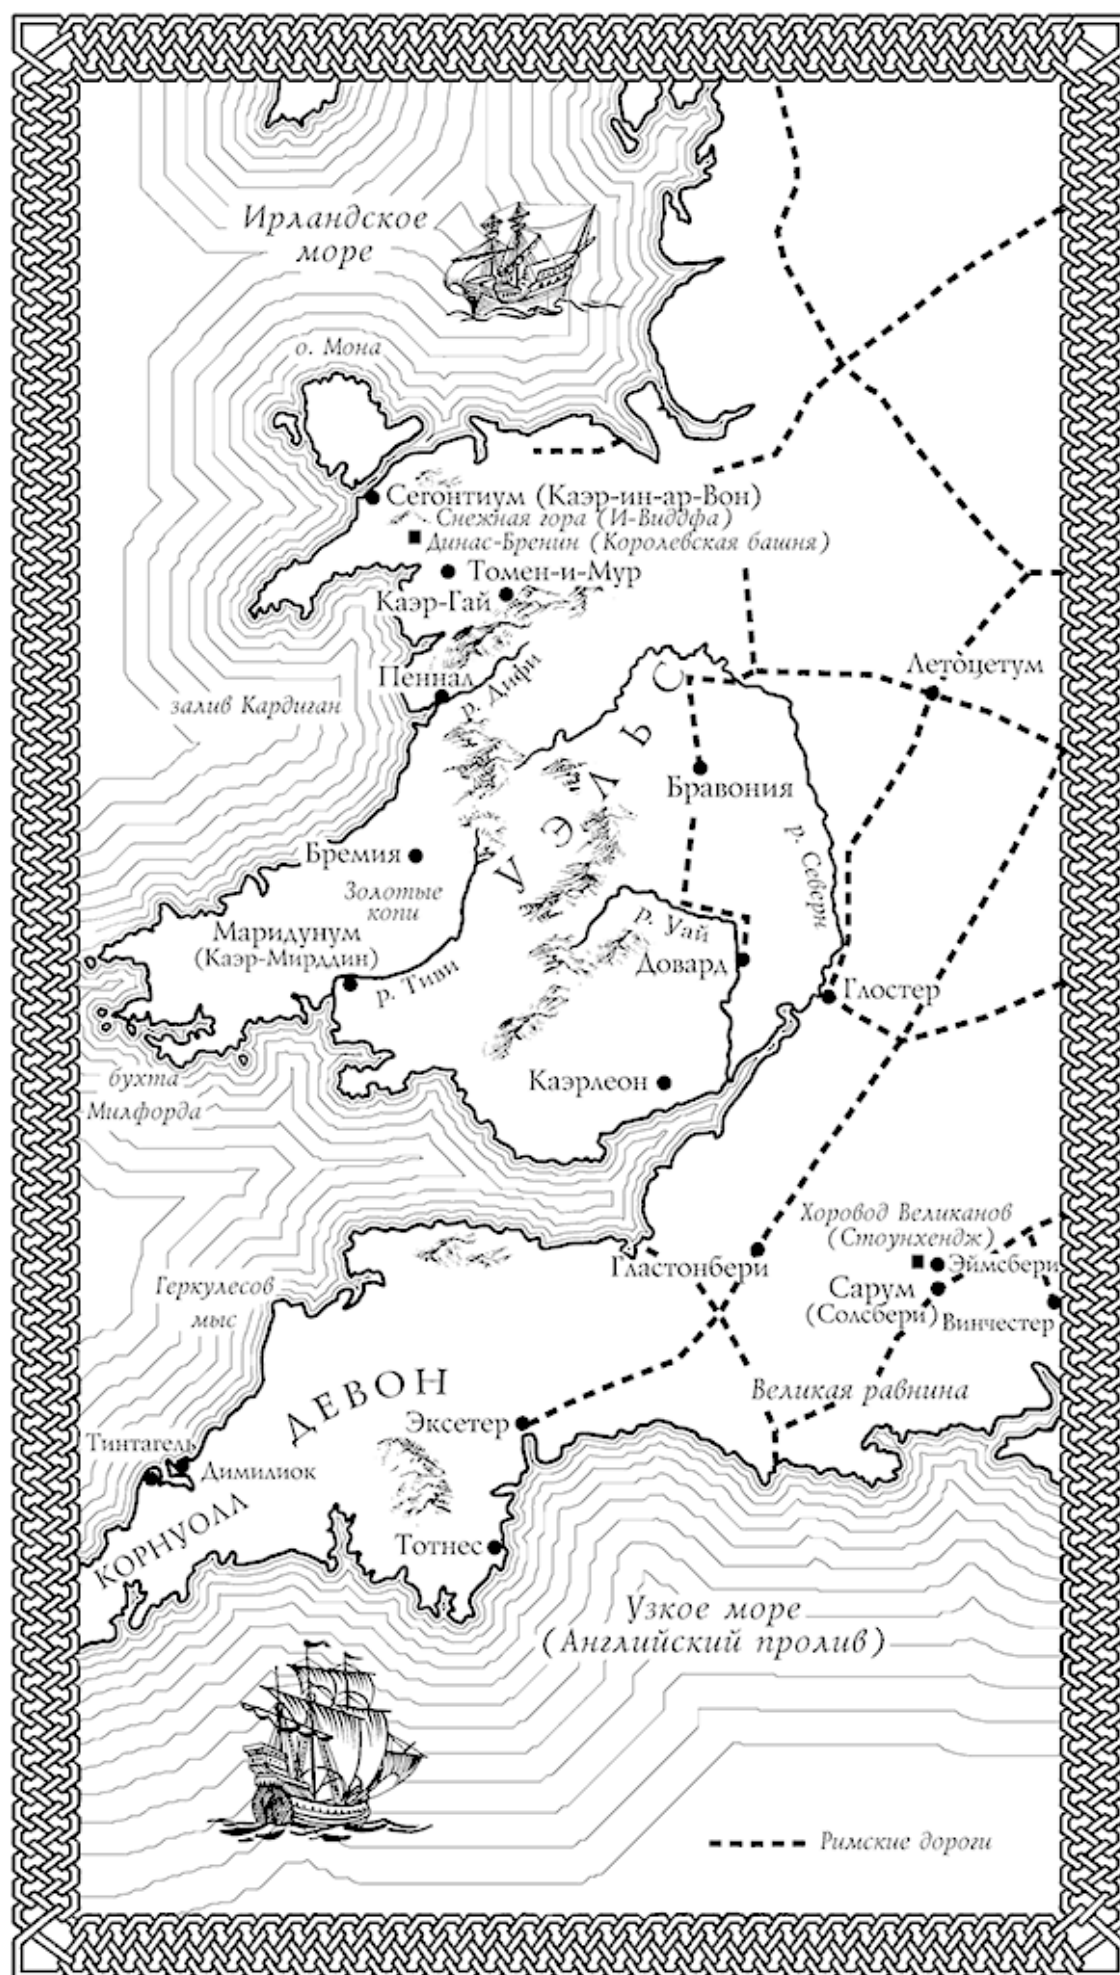 Ирландское
море
о. Мона
Сегонтиум (Каэр-ин-ар-Вон)
Снежная гора (И-Виддфа)
Динас-Бренин (Королевская башня)
Томен-и-Мур
Каэр-Гай
Пеннал
р. Дифи
залив Кардиган
Летоцетум
УЭЛЬС
Бравония
р. Северн
Бремия
Золотые
копи
Маридунум
(Каэр-Мирддин)
р. Тиви
р. Уай
Довард
Глостер
Каэрлеон
бухта
Милфорда
Хоровод Великанов
(Стоунхендж)
Эймсбери
Гластонбери
Сарум
(Солсбери)
Винчестер
Геркулесов
мыс
ДЕВОН
Великая равнина
Эксетер
Тинтагель
Димилиок
КОРНУОЛЛ
Тотнес
Узкое море
(Английский пролив)
Римские дороги